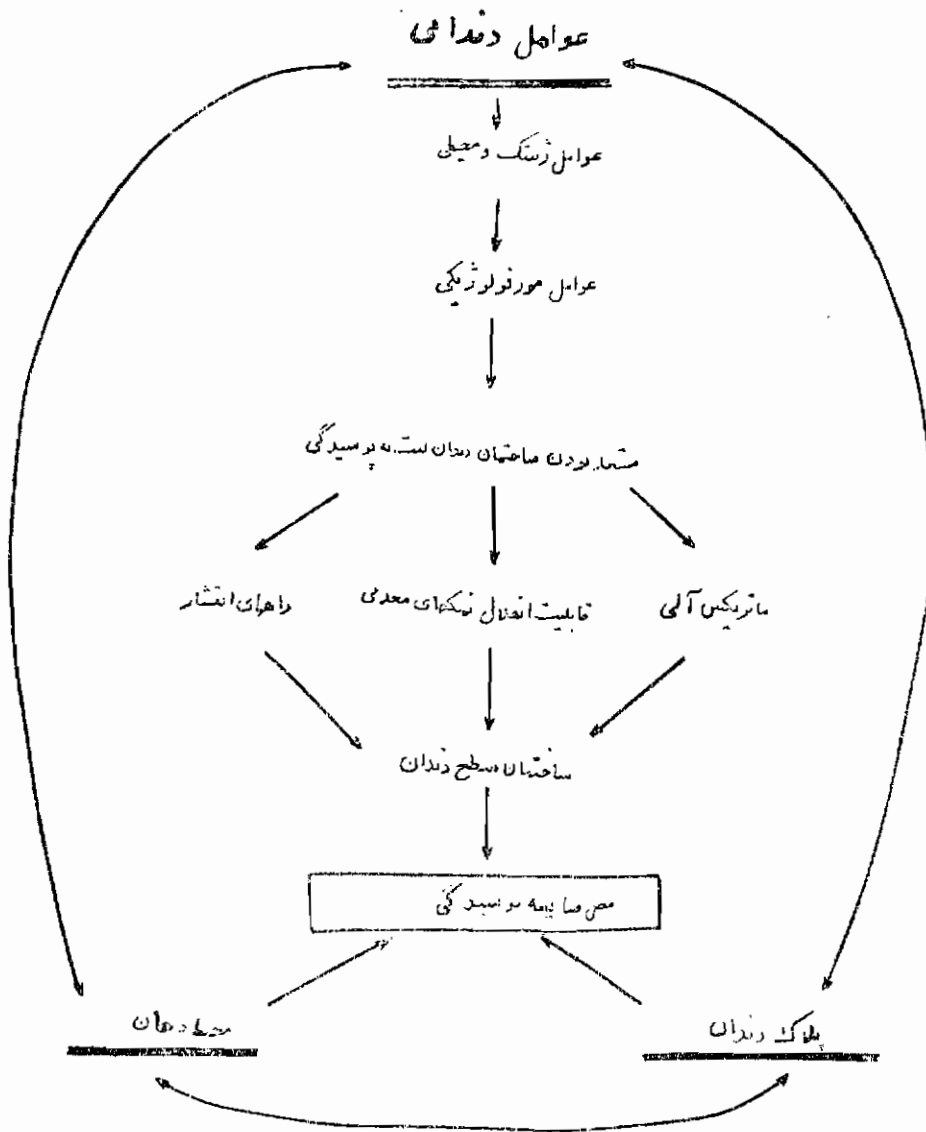 عوامل دندانی
عوامل ژنتیک و محیطی
عوامل مورفولوژیکی
مستعد بودن ساختمان دندان نسبت به پوسیدگی
ماتریکس آلی
قابلیت انحلال نمکهای معدنی
راههای انتشار
ساختمان سطح دندان
پوسیدگی
محیط دهان
پلاک دندان